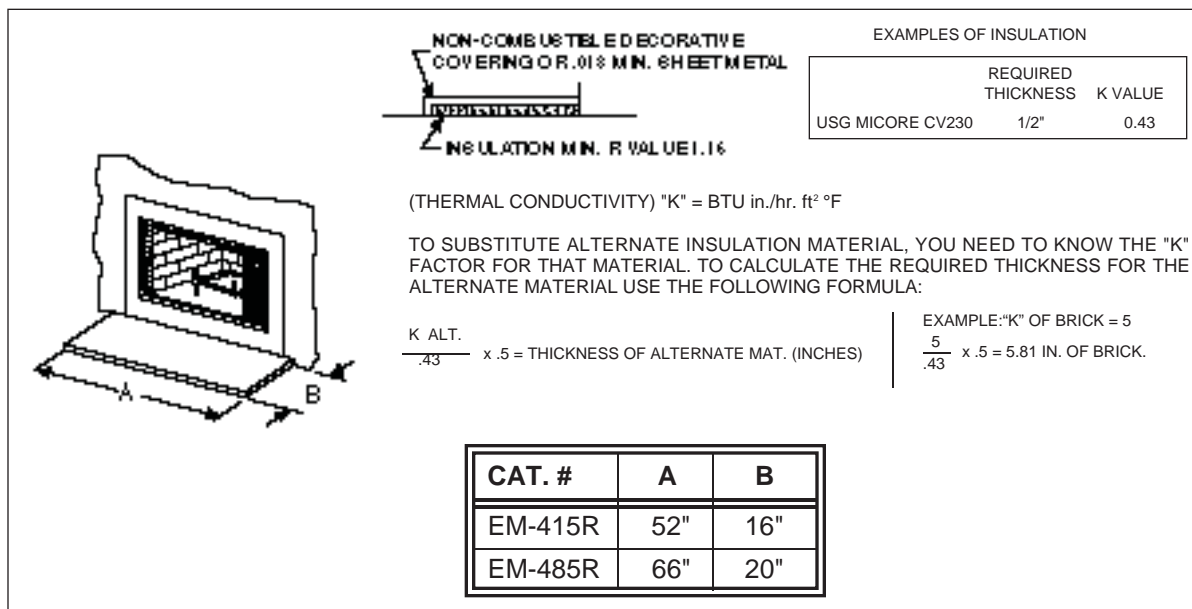 NON-COMBUSTIBLE DECORATIVE
COVERING OR .018 MIN. SHEET METAL
INSULATION MIN. R VALUE 1.16
EXAMPLES OF INSULATION
REQUIRED
THICKNESS K VALUE
USG MICORE CV230 1/2" 0.43
(THERMAL CONDUCTIVITY) "K" = BTU in./hr. ft² °F
TO SUBSTITUTE ALTERNATE INSULATION MATERIAL, YOU NEED TO KNOW THE "K"
FACTOR FOR THAT MATERIAL. TO CALCULATE THE REQUIRED THICKNESS FOR THE
ALTERNATE MATERIAL USE THE FOLLOWING FORMULA:
K ALT.
.43 x .5 = THICKNESS OF ALTERNATE MAT. (INCHES)
EXAMPLE:“K” OF BRICK = 5
5
.43 x .5 = 5.81 IN. OF BRICK.
A
B
CAT. # A B
EM-415R 52" 16"
EM-485R 66" 20"